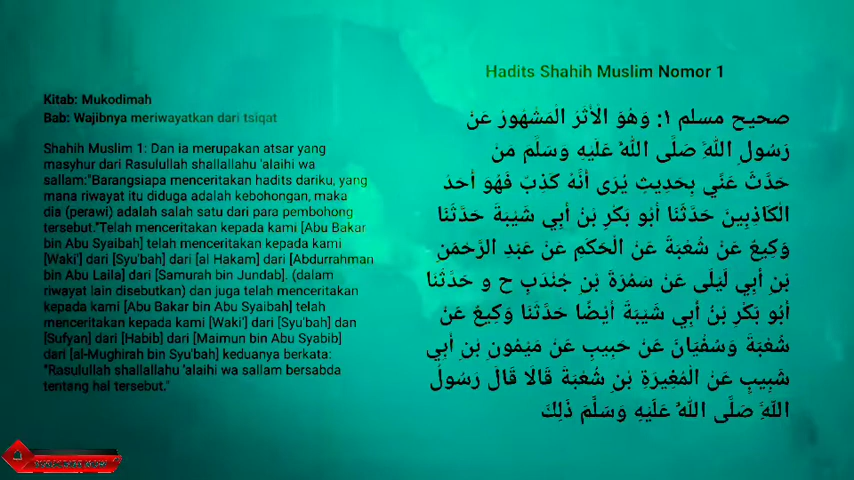 Hadits Shahih Muslim Nomor 1
Kitab: Mukodimah
Bab: Wajibnya meriwayatkan dari tsiqat
Shahih Muslim 1: Dan ia merupakan atsar yang
masyhur dari Rasulullah shallallahu 'alaihi wa
sallam:"Barangsiapa menceritakan hadits dariku, yang
mana riwayat itu diduga adalah kebohongan, maka
dia (perawi) adalah salah satu dari para pembohong
tersebut."Telah menceritakan kepada kami [Abu Bakar
bin Abu Syaibah] telah menceritakan kepada kami
[Waki'] dari [Syu'bah] dari [al Hakam] dari [Abdurrahman
bin Abu Laila] dari [Samurah bin Jundab]. (dalam
riwayat lain disebutkan) dan juga telah menceritakan
kepada kami [Abu Bakar bin Abu Syaibah] telah
menceritakan kepada kami [Waki'] dari [Syu'bah] dan
[Sufyan] dari [Habib] dari [Maimun bin Abu Syabib]
dari [al-Mughirah bin Syu'bah] keduanya berkata:
"Rasulullah shallallahu 'alaihi wa sallam bersabda
tentang hal tersebut."
صحيح مسلم ١: وَهُوَ الْأَثَرُ الْمَشْهُورُ عَنْ
رَسُولِ اللَّهِ صَلَّى اللَّهُ عَلَيْهِ وَسَلَّمَ مَنْ
حَدَّثَ عَنِّي بِحَدِيثٍ يُرَى أَنَّهُ كَذِبٌ فَهُوَ أَحَدُ
الْكَاذِبِينَ حَدَّثَنَا أَبُو بَكْرِ بْنُ أَبِي شَيْبَةَ حَدَّثَنَا
وَكِيعٌ عَنْ شُعْبَةَ عَنْ الْحَكَمِ عَنْ عَبْدِ الرَّحْمَنِ
بْنِ أَبِي لَيْلَى عَنْ سَمُرَةَ بْنِ جُنْدَبٍ ح و حَدَّثَنَا
أَبُو بَكْرِ بْنُ أَبِي شَيْبَةَ أَيْضًا حَدَّثَنَا وَكِيعٌ عَنْ
شُعْبَةَ وَسُفْيَانَ عَنْ حَبِيبٍ عَنْ مَيْمُونِ بْنِ أَبِي
شَبِيبٍ عَنْ الْمُغِيرَةِ بْنِ شُعْبَةَ قَالَا قَالَ رَسُولُ
اللَّهِ صَلَّى اللَّهُ عَلَيْهِ وَسَلَّمَ ذَلِكَ